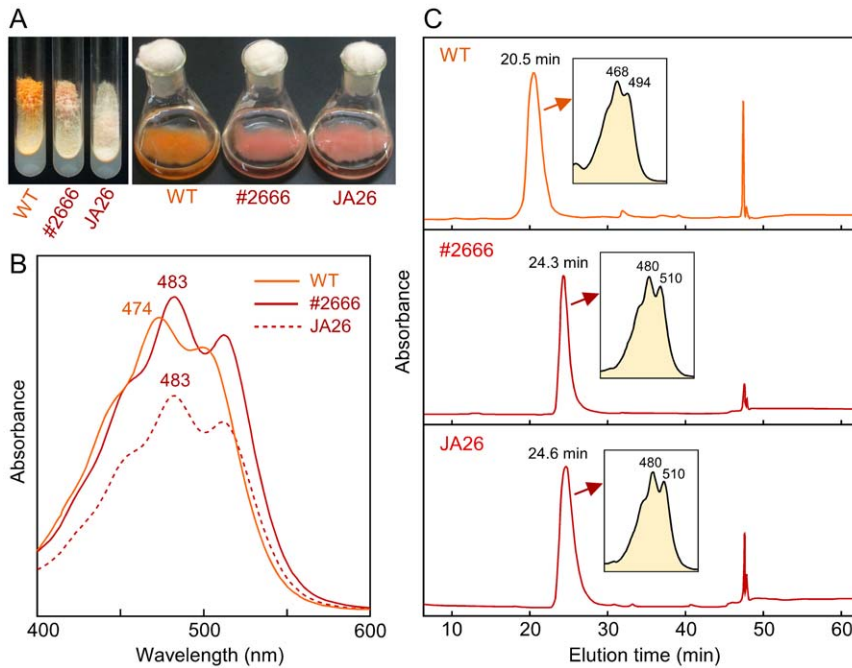 A
WT
#2666
JA26
WT
#2666
JA26
B
474
483
483
WT
#2666
JA26
Absorbance
400
500
600
Wavelength (nm)
C
WT
20.5 min
468
494
#2666
24.3 min
480
510
JA26
24.6 min
480
510
Absorbance
10
20
30
40
50
60
Elution time (min)